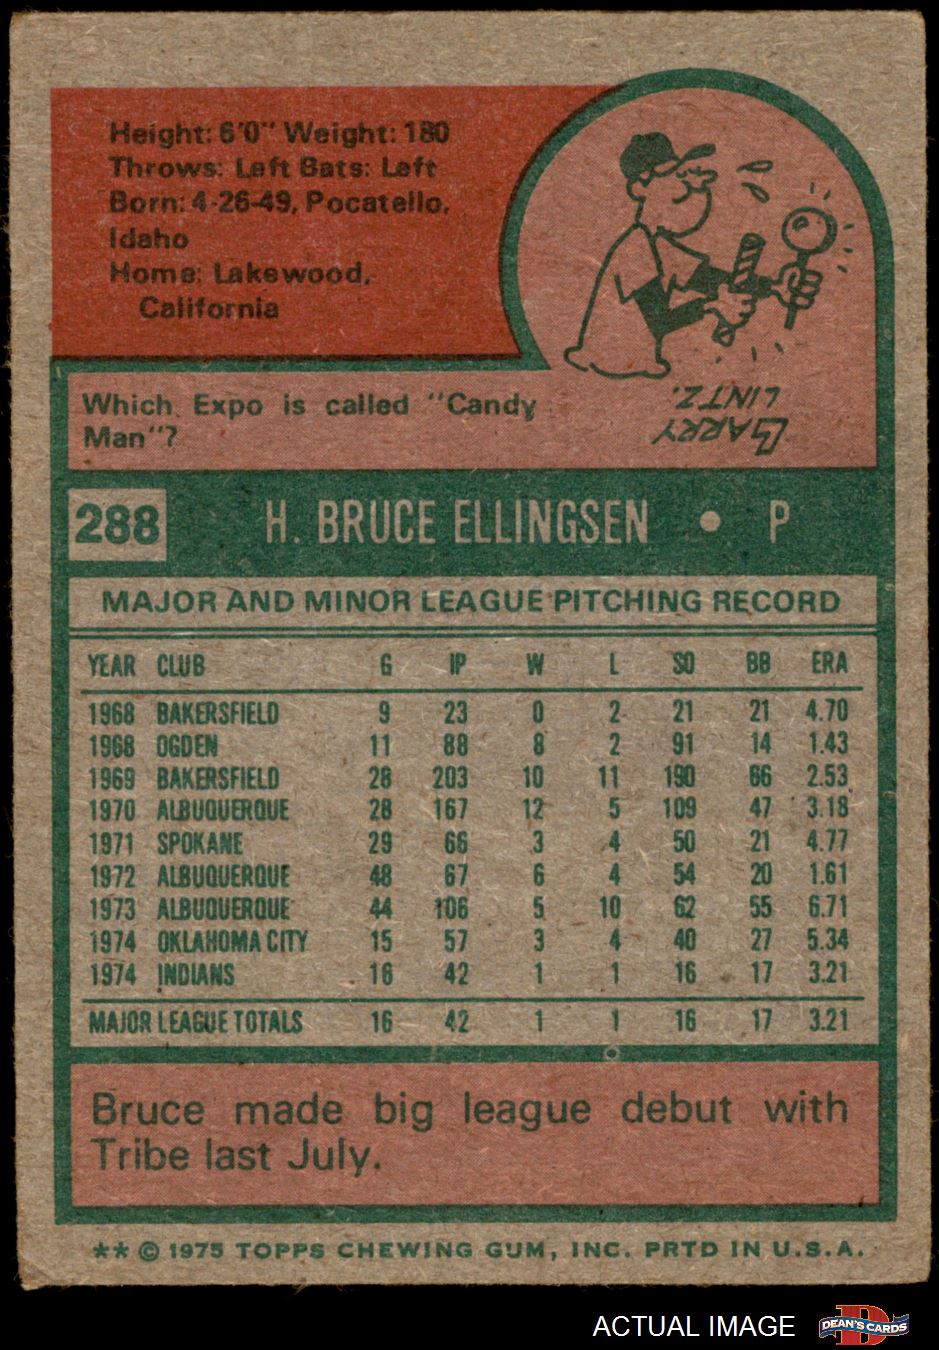 Height: 6'0" Weight: 180
Throws: Left Bats: Left
Born: 4-26-49, Pocatello,
Idaho
Home: Lakewood,
California
Which Expo is called "Candy
Man"?
LARRY
LINTZ.
288 H. BRUCE ELLINGSEN • P
MAJOR AND MINOR LEAGUE PITCHING RECORD
YEAR CLUB G IP W L SO BB ERA
1968 BAKERSFIELD 9 23 0 2 21 21 4.70
1968 OGDEN 11 88 8 2 91 14 1.43
1969 BAKERSFIELD 28 203 10 11 190 66 2.53
1970 ALBUQUERQUE 28 167 12 5 109 47 3.18
1971 SPOKANE 29 66 3 4 50 21 4.77
1972 ALBUQUERQUE 48 67 6 4 54 20 1.61
1973 ALBUQUERQUE 44 106 5 10 62 55 6.71
1974 OKLAHOMA CITY 15 57 3 4 40 27 5.34
1974 INDIANS 16 42 1 1 16 17 3.21
MAJOR LEAGUE TOTALS 16 42 1 1 16 17 3.21
Bruce made big league debut with
Tribe last July.
** © 1975 TOPPS CHEWING GUM, INC. PRTD IN U.S.A.
ACTUAL IMAGE DEAN'S CARDS